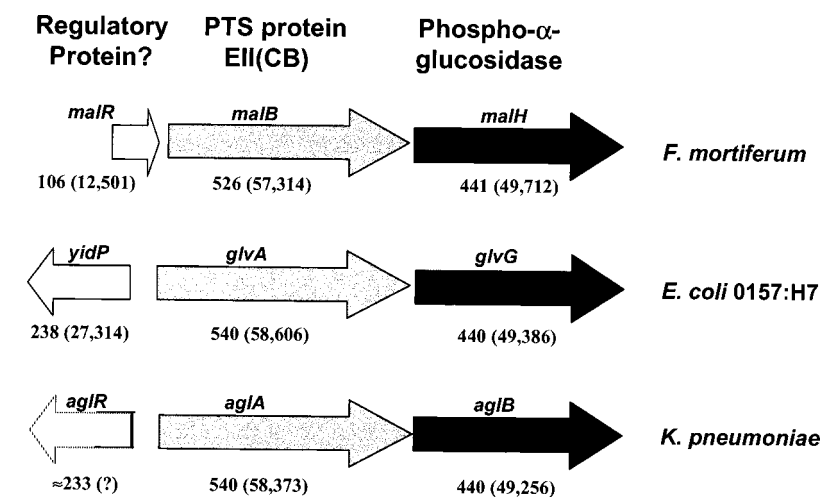 Regulatory Protein?
PTS protein EII(CB)
Phospho-α-glucosidase
malR malB malH
F. mortiferum
106 (12,501) 526 (57,314) 441 (49,712)
yidP glvA glvG
E. coli 0157:H7
238 (27,314) 540 (58,606) 440 (49,386)
aglR aglA aglB
K. pneumoniae
≈233 (?) 540 (58,373) 440 (49,256)